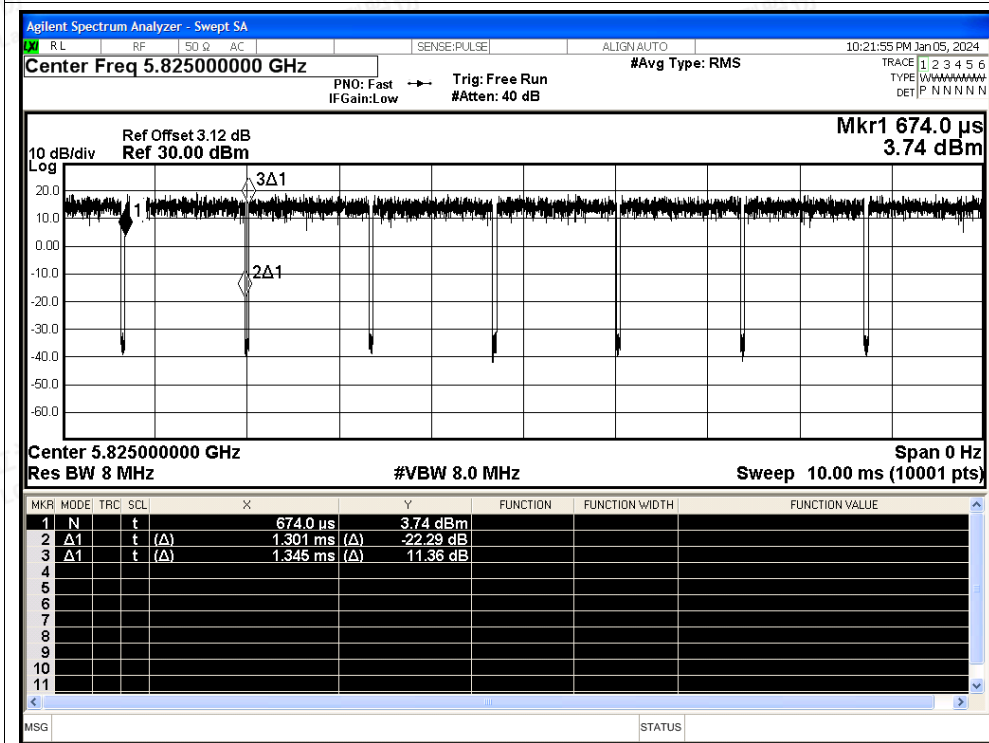 Agilent Spectrum Analyzer - Swept SA
LXI RL RF 50 Ω AC SENSE:PULSE ALIGN AUTO 10:21:55 PM Jan 05, 2024
Center Freq 5.825000000 GHz #Avg Type: RMS TRACE 1 2 3 4 5 6
PNO: Fast Trig: Free Run TYPE W
IFGain:Low #Atten: 40 dB DET P N N N N N
Mkr1 674.0 µs
Ref Offset 3.12 dB
10 dB/div Ref 30.00 dBm 3.74 dBm
Log
20.0
10.0
0.00
-10.0
-20.0
-30.0
-40.0
-50.0
-60.0
1
3Δ1
2Δ1
Center 5.825000000 GHz Span 0 Hz
Res BW 8 MHz #VBW 8.0 MHz Sweep 10.00 ms (10001 pts)
MKR MODE TRC SCL X Y FUNCTION FUNCTION WIDTH FUNCTION VALUE
1 N t 674.0 µs 3.74 dBm
2 Δ1 t (Δ) 1.301 ms (Δ) -22.29 dB
3 Δ1 t (Δ) 1.345 ms (Δ) 11.36 dB
4
5
6
7
8
9
10
11
MSG STATUS